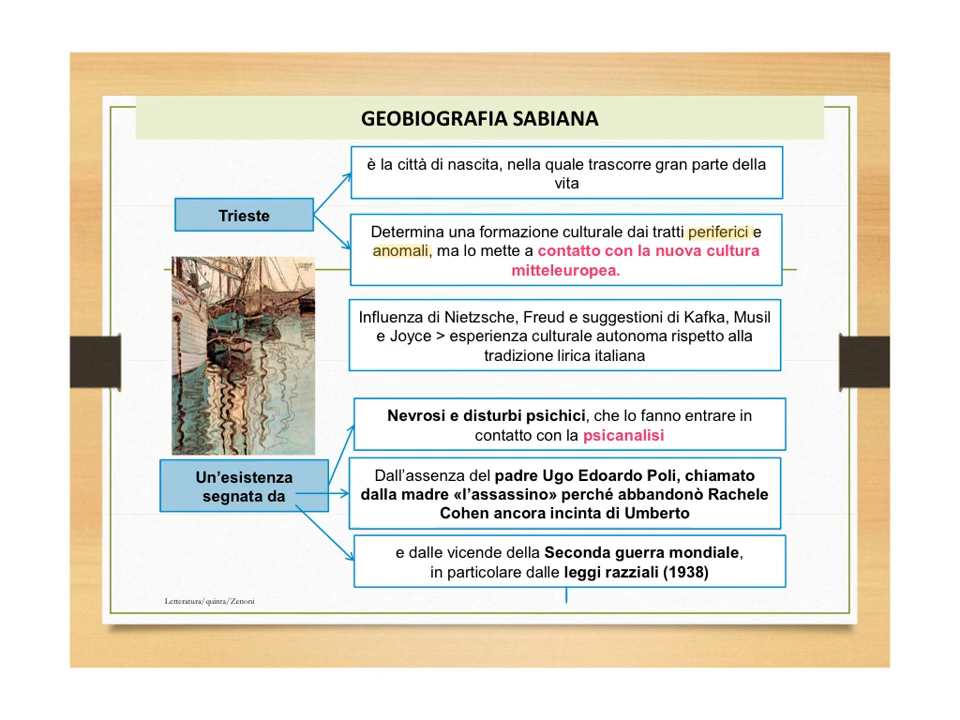 GEOBIOGRAFIA SABIANA
è la città di nascita, nella quale trascorre gran parte della
vita
Trieste
Determina una formazione culturale dai tratti periferici e
anomali, ma lo mette a contatto con la nuova cultura
mitteleuropea.
Influenza di Nietzsche, Freud e suggestioni di Kafka, Musil
e Joyce > esperienza culturale autonoma rispetto alla
tradizione lirica italiana
Nevrosi e disturbi psichici, che lo fanno entrare in
contatto con la psicanalisi
Un'esistenza
segnata da
Dall'assenza del padre Ugo Edoardo Poli, chiamato
dalla madre «l'assassino» perché abbandonò Rachele
Cohen ancora incinta di Umberto
e dalle vicende della Seconda guerra mondiale,
in particolare dalle leggi razziali (1938)
Letteratura/quinta/Zenoni